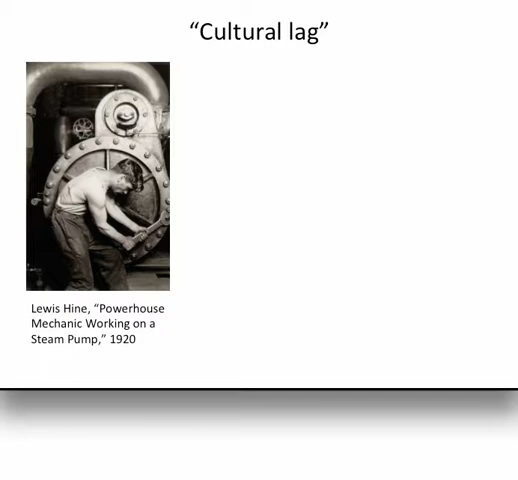 “Cultural lag”
Lewis Hine, “Powerhouse
Mechanic Working on a
Steam Pump,” 1920